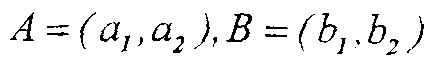 A = (a₁, a₂), B = (b₁, b₂)